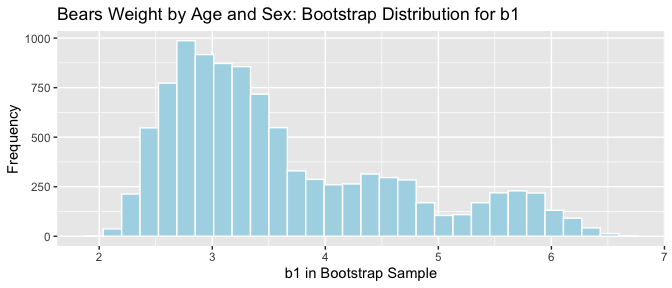 Bears Weight by Age and Sex: Bootstrap Distribution for b1
Frequency
1000
750
500
250
0
2 3 4 5 6 7
b1 in Bootstrap Sample